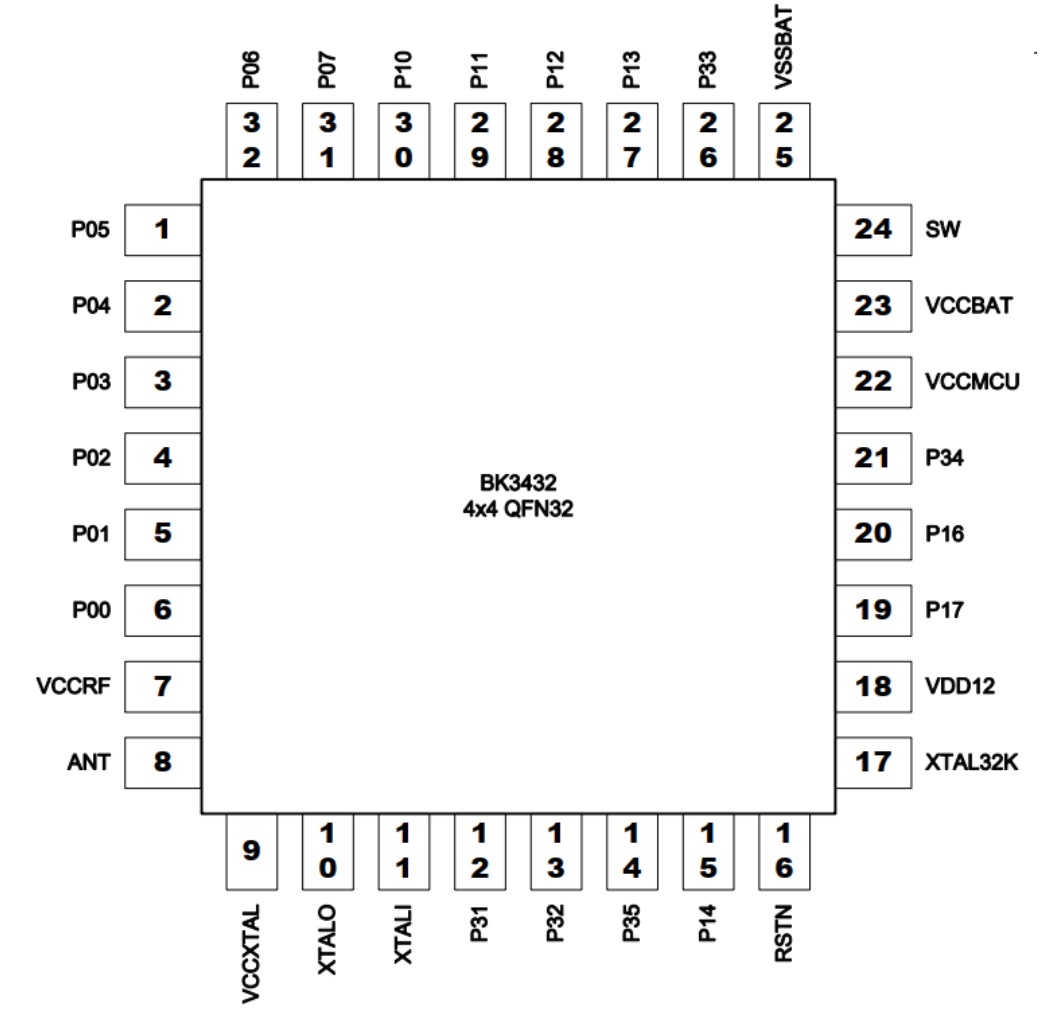 P06 P07 P10 P11 P12 P13 P33 VSSBAT
32 31 30 29 28 27 26 25
P05 1 24 SW
P04 2 23 VCCBAT
P03 3 22 VCCMCU
P02 4 21 P34
BK3432
4x4 QFN32
P01 5 20 P16
P00 6 19 P17
VCCRF 7 18 VDD12
ANT 8 17 XTAL32K
9 10 11 12 13 14 15 16
VCCXTAL XTALO XTALI P31 P32 P35 P14 RSTN